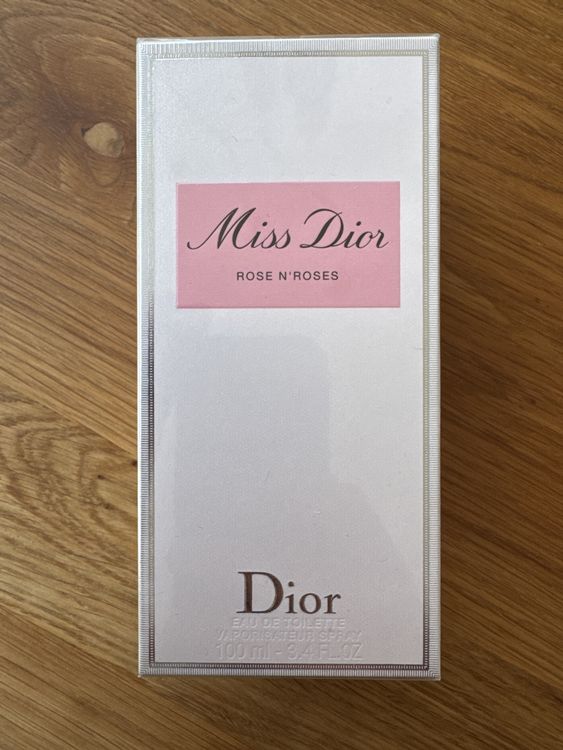 Miss Dior
ROSE N'ROSES
Dior
EAU DE TOILETTE
VAPORISATEUR SPRAY
100 ml - 3.4 FL.OZ